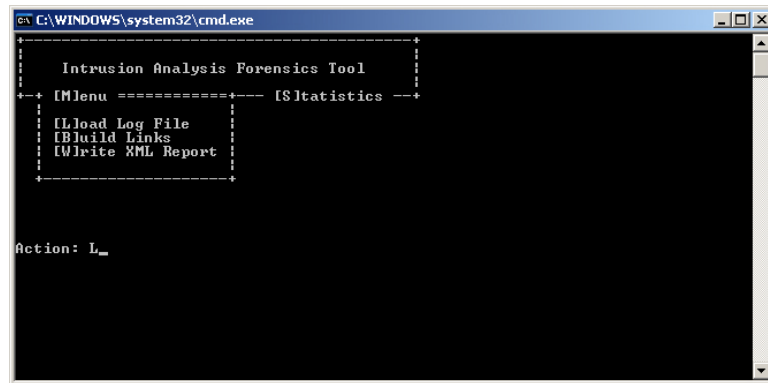 C:\WINDOWS\system32\cmd.exe
Intrusion Analysis Forensics Tool
+-+ [M]enu ============+--- [S]tatistics --+
[L]oad Log File
[B]uild Links
[W]rite XML Report
Action: L_